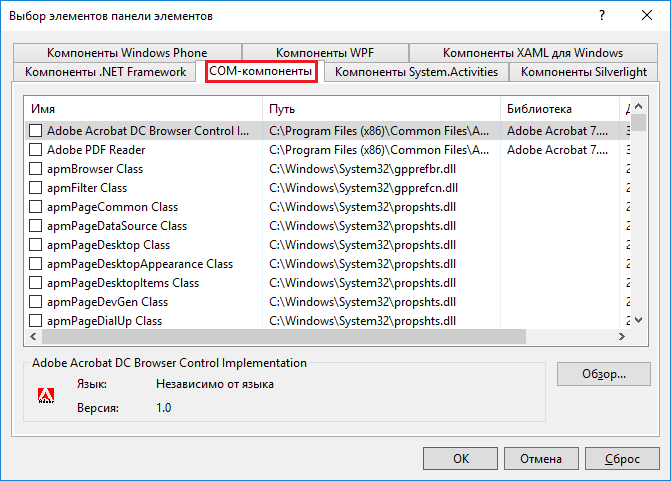 Выбор элементов панели элементов
Компоненты Windows Phone Компоненты WPF Компоненты XAML для Windows
Компоненты .NET Framework COM-компоненты Компоненты System.Activities Компоненты Silverlight
Имя Путь Библиотека Д
Adobe Acrobat DC Browser Control I... C:\Program Files (x86)\Common Files\A... Adobe Acrobat 7.... 3
Adobe PDF Reader C:\Program Files (x86)\Common Files\A... Adobe Acrobat 7.... 3
apmBrowser Class C:\Windows\System32\gpprefbr.dll 2
apmFilter Class C:\Windows\System32\gpprefcn.dll 2
apmPageCommon Class C:\Windows\System32\propshts.dll 2
apmPageDataSource Class C:\Windows\System32\propshts.dll 2
apmPageDesktop Class C:\Windows\System32\propshts.dll 2
apmPageDesktopAppearance Class C:\Windows\System32\propshts.dll 2
apmPageDesktopItems Class C:\Windows\System32\propshts.dll 2
apmPageDevGen Class C:\Windows\System32\propshts.dll 2
apmPageDialUp Class C:\Windows\System32\propshts.dll 2
Adobe Acrobat DC Browser Control Implementation
Язык: Независимо от языка
Версия: 1.0
Обзор...
OK Отмена Сброс